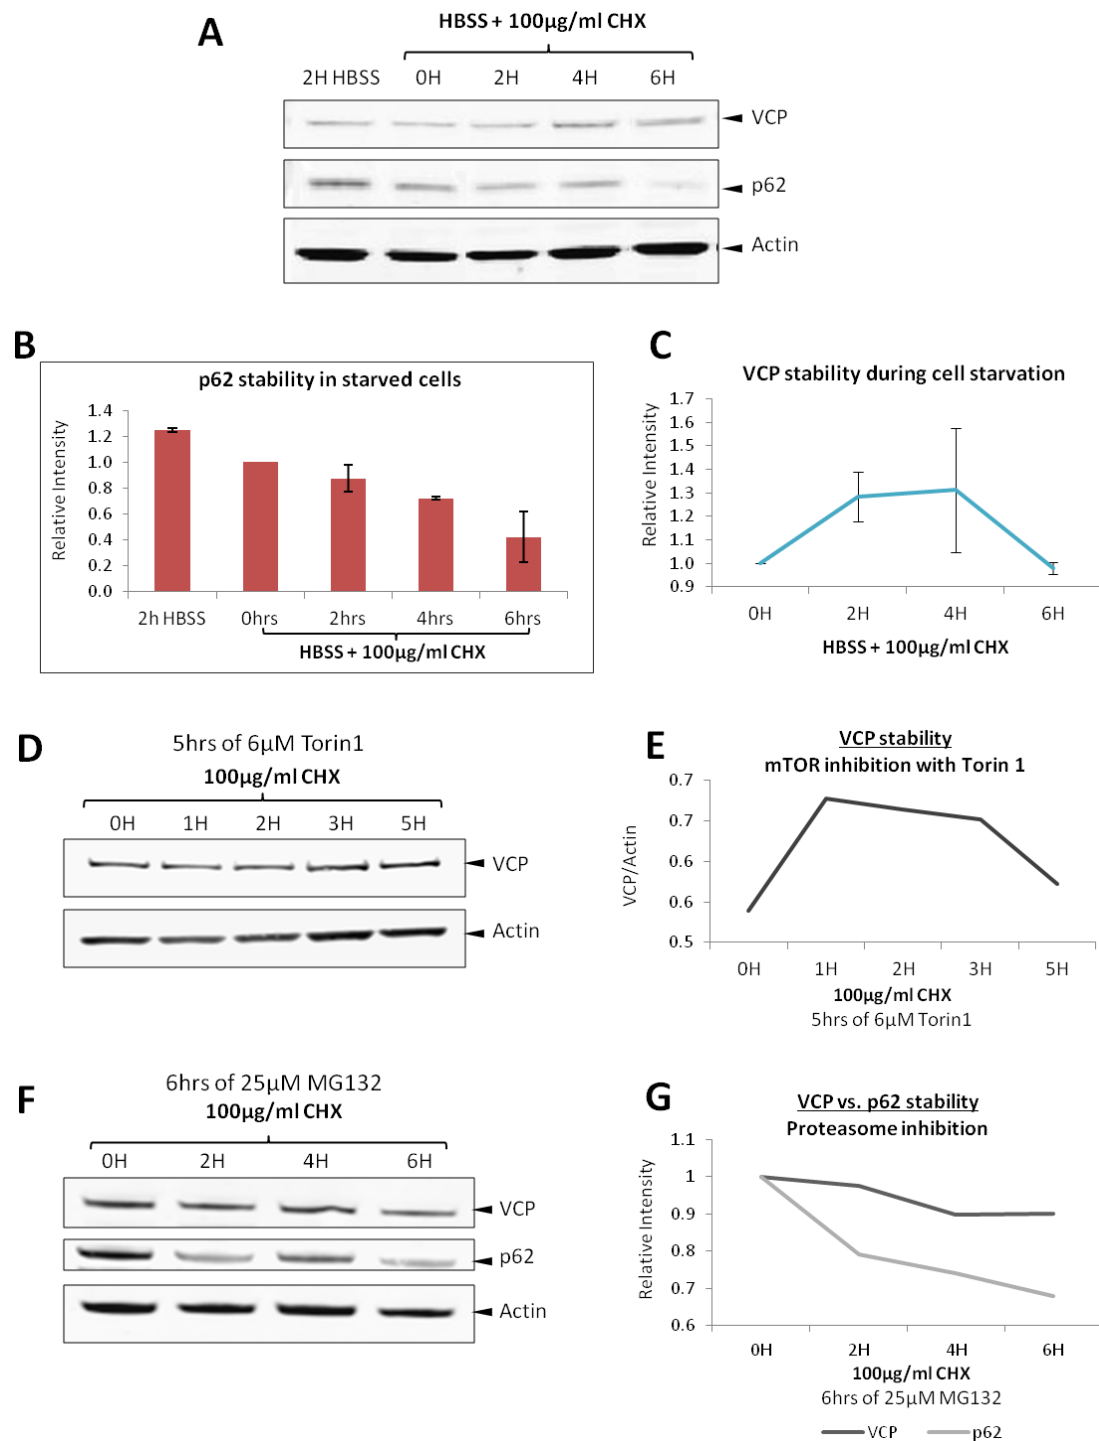 A
HBSS + 100µg/ml CHX
2H HBSS 0H 2H 4H 6H
VCP
p62
Actin
B
p62 stability in starved cells
Relative Intensity
1.4
1.2
1.0
0.8
0.6
0.4
0.2
0.0
2h HBSS 0hrs 2hrs 4hrs 6hrs
HBSS + 100µg/ml CHX
C
VCP stability during cell starvation
Relative Intensity
1.7
1.6
1.5
1.4
1.3
1.2
1.1
1.0
0.9
0H 2H 4H 6H
HBSS + 100µg/ml CHX
D
5hrs of 6µM Torin1
100µg/ml CHX
0H 1H 2H 3H 5H
VCP
Actin
E
VCP stability
mTOR inhibition with Torin 1
VCP/Actin
0.7
0.7
0.6
0.6
0.5
0H 1H 2H 3H 5H
100µg/ml CHX
5hrs of 6µM Torin1
F
6hrs of 25µM MG132
100µg/ml CHX
0H 2H 4H 6H
VCP
p62
Actin
G
VCP vs. p62 stability
Proteasome inhibition
Relative Intensity
1.1
1
0.9
0.8
0.7
0.6
0H 2H 4H 6H
100µg/ml CHX
6hrs of 25µM MG132
VCP p62